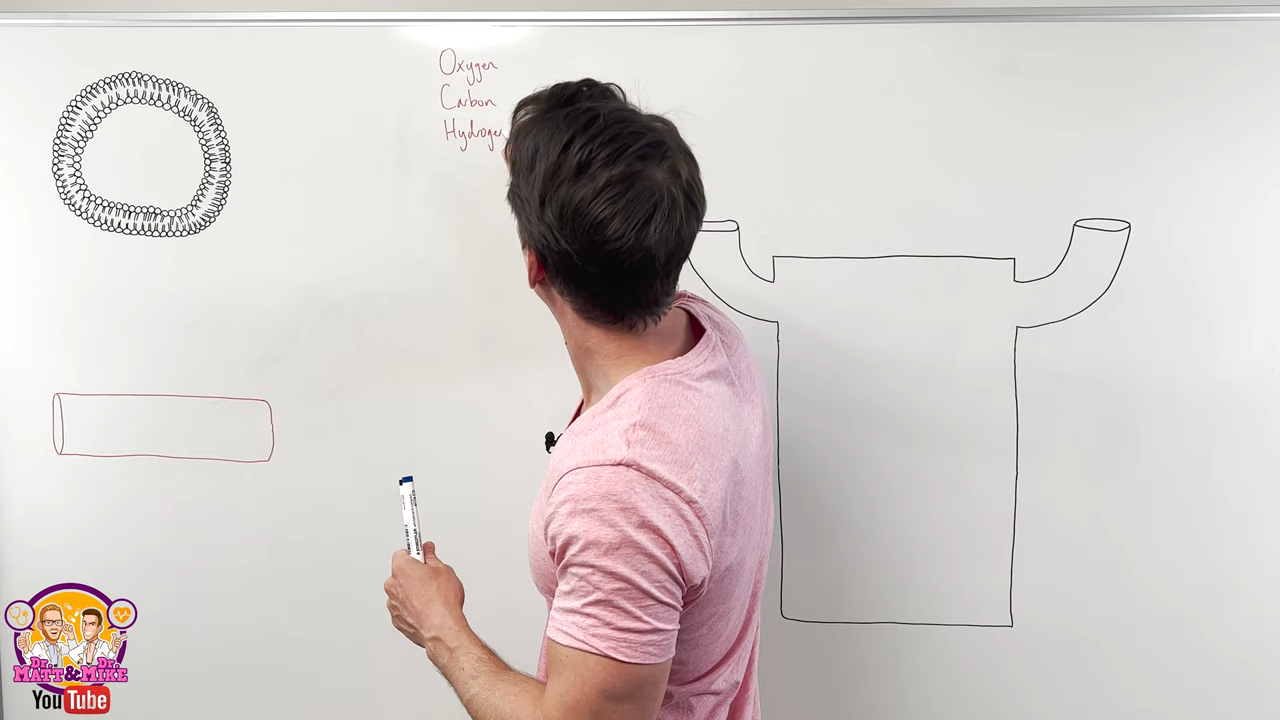 Oxygen
Carbon
Hydrogen
Dr. Dr.
MATT & MIKE
YouTube